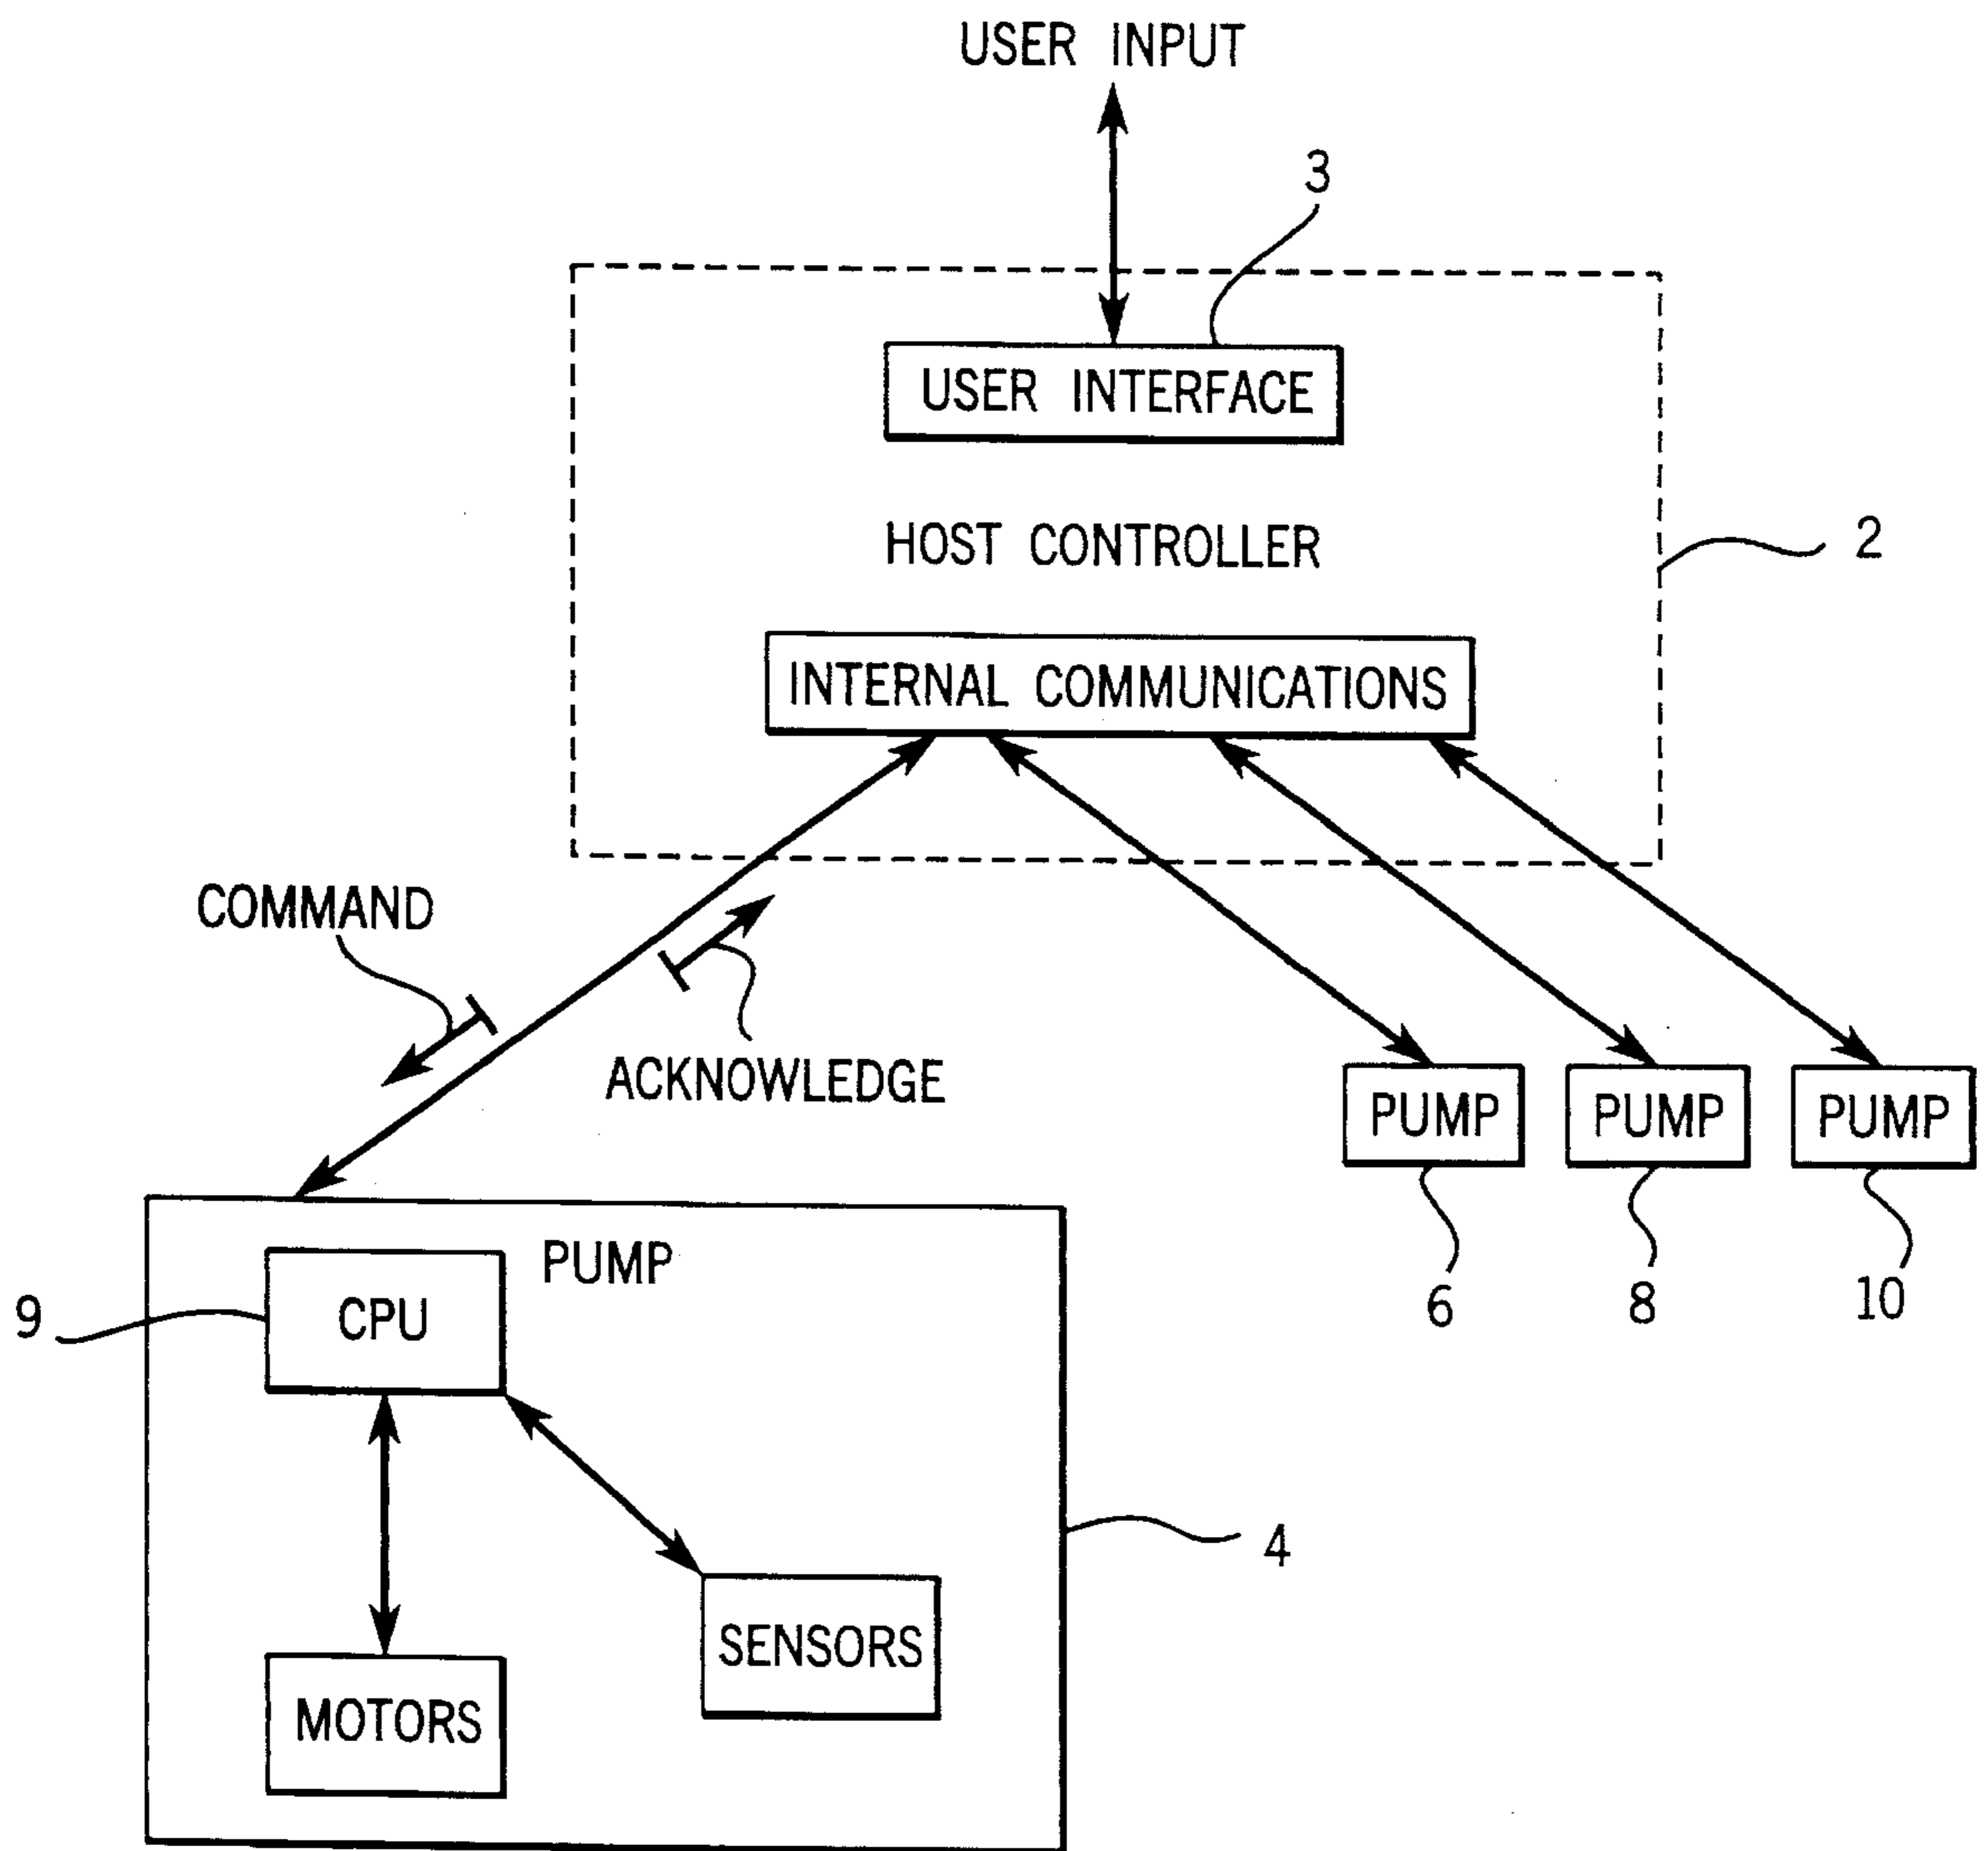 USER INPUT
3
USER INTERFACE
HOST CONTROLLER
2
INTERNAL COMMUNICATIONS
COMMAND
ACKNOWLEDGE
PUMP
PUMP
PUMP
6
8
10
PUMP
CPU
9
4
SENSORS
MOTORS